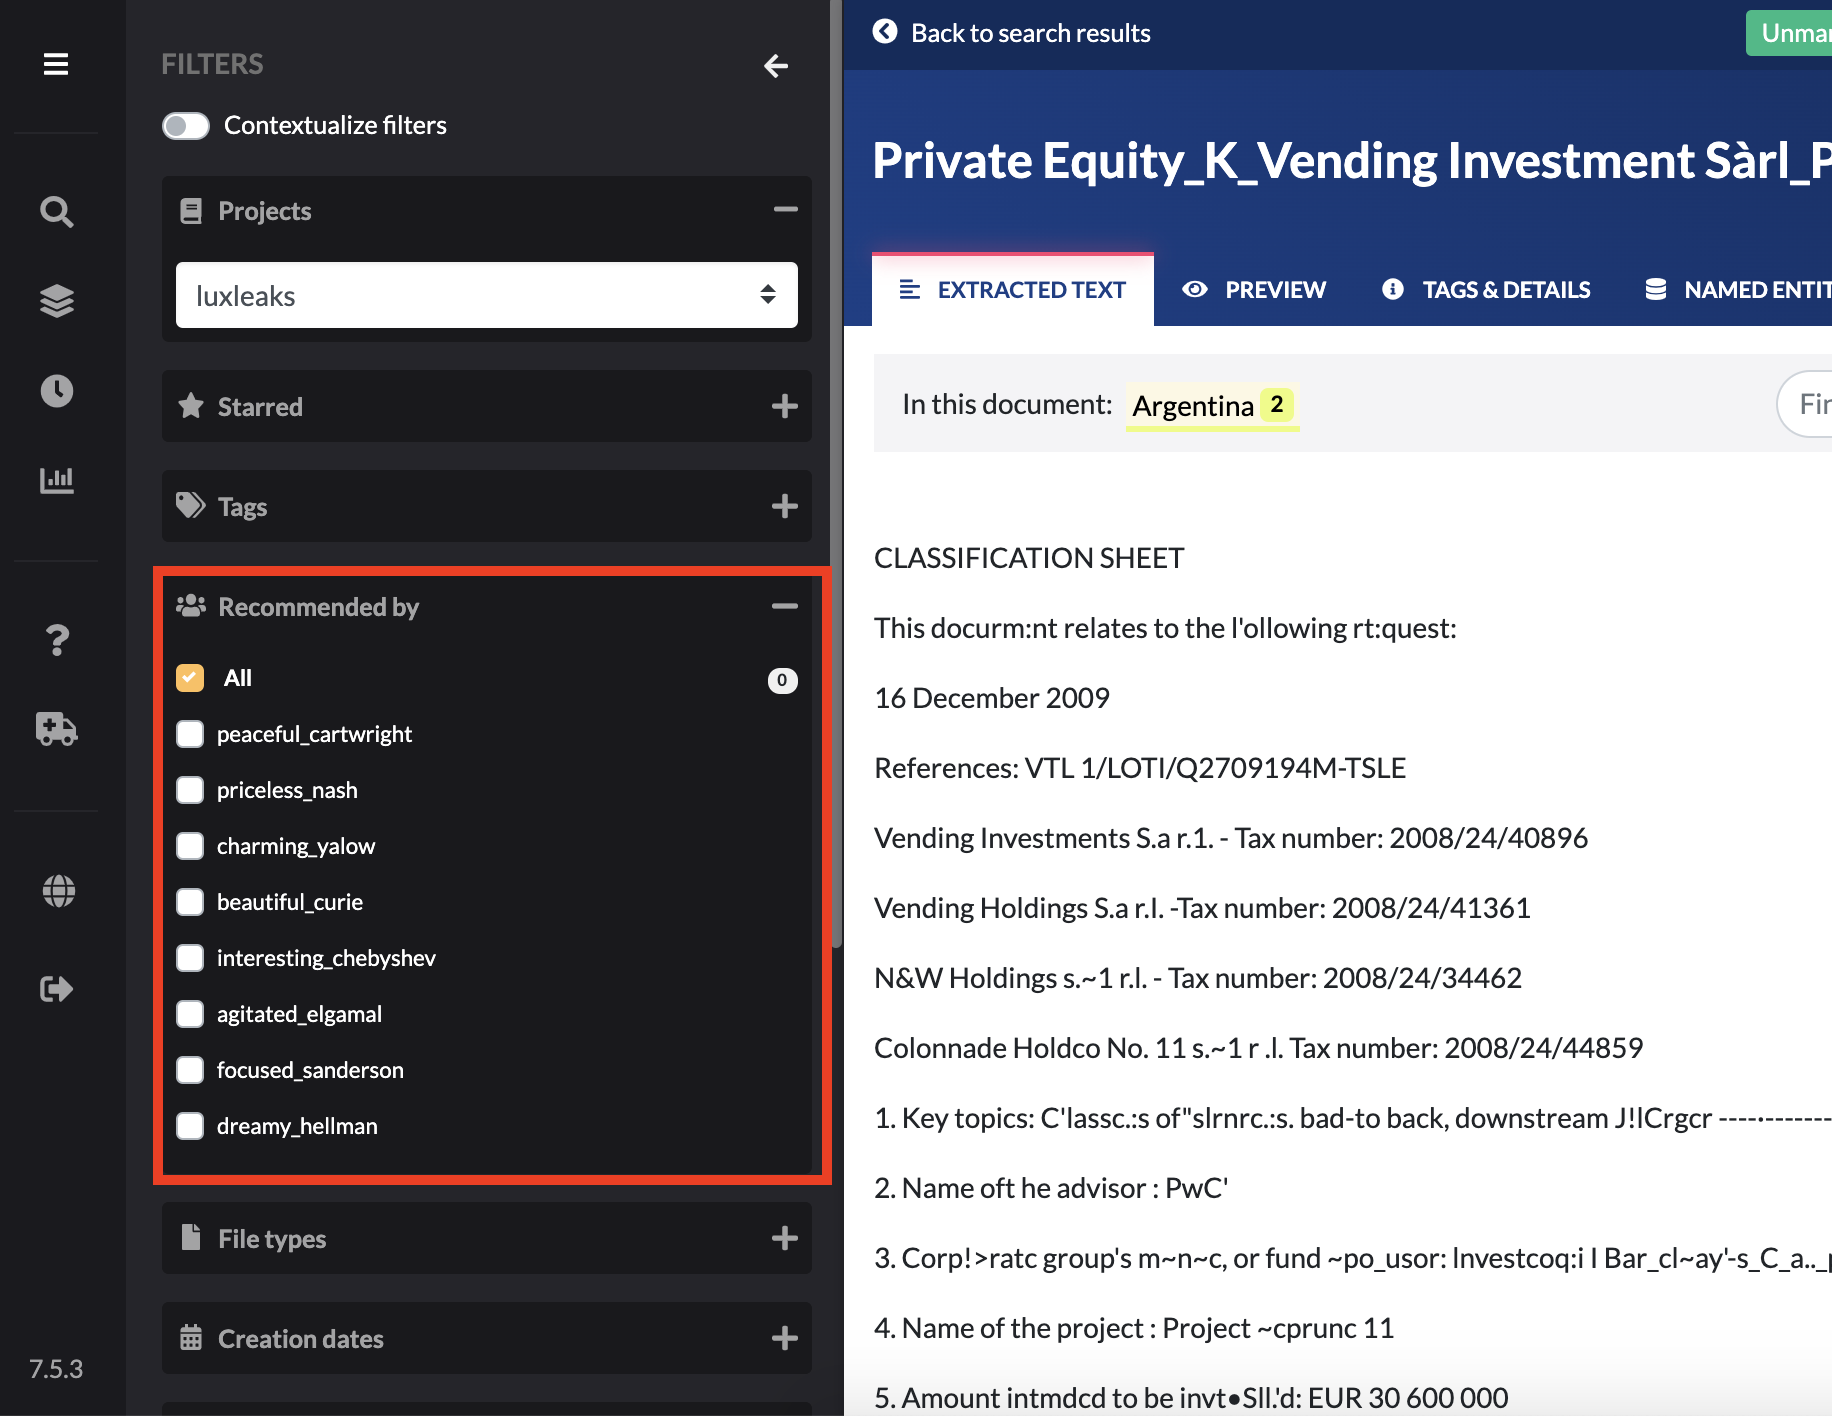 FILTERS
Contextualize filters
Projects
luxleaks
Starred
Tags
Recommended by
All 0
peaceful_cartwright
priceless_nash
charming_yalow
beautiful_curie
interesting_chebyshev
agitated_elgamal
focused_sanderson
dreamy_hellman
File types
Creation dates
7.5.3
Back to search results
Unmar
Private Equity_K_Vending Investment Sàrl_P
EXTRACTED TEXT PREVIEW TAGS & DETAILS NAMED ENTIT
In this document: Argentina 2 Fin
CLASSIFICATION SHEET
This docurm:nt relates to the l'ollowing rt:quest:
16 December 2009
References: VTL 1/LOTI/Q2709194M-TSLE
Vending Investments S.a r.1. - Tax number: 2008/24/40896
Vending Holdings S.a r.I. -Tax number: 2008/24/41361
N&W Holdings s.~1 r.l. - Tax number: 2008/24/34462
Colonnade Holdco No. 11 s.~1 r .l. Tax number: 2008/24/44859
1. Key topics: C'lassc.:s of"slrnrc.:s. bad-to back, downstream J!lCrgcr ----·-------
2. Name oft he advisor : PwC'
3. Corp!>ratc group's m~n~c, or fund ~po_usor: lnvestcoq:i I Bar_cl~ay'-s_C_a.._p
4. Name of the project : Project ~cprunc 11
5. Amount intmdcd to be invt•Sll.'d: EUR 30 600 000